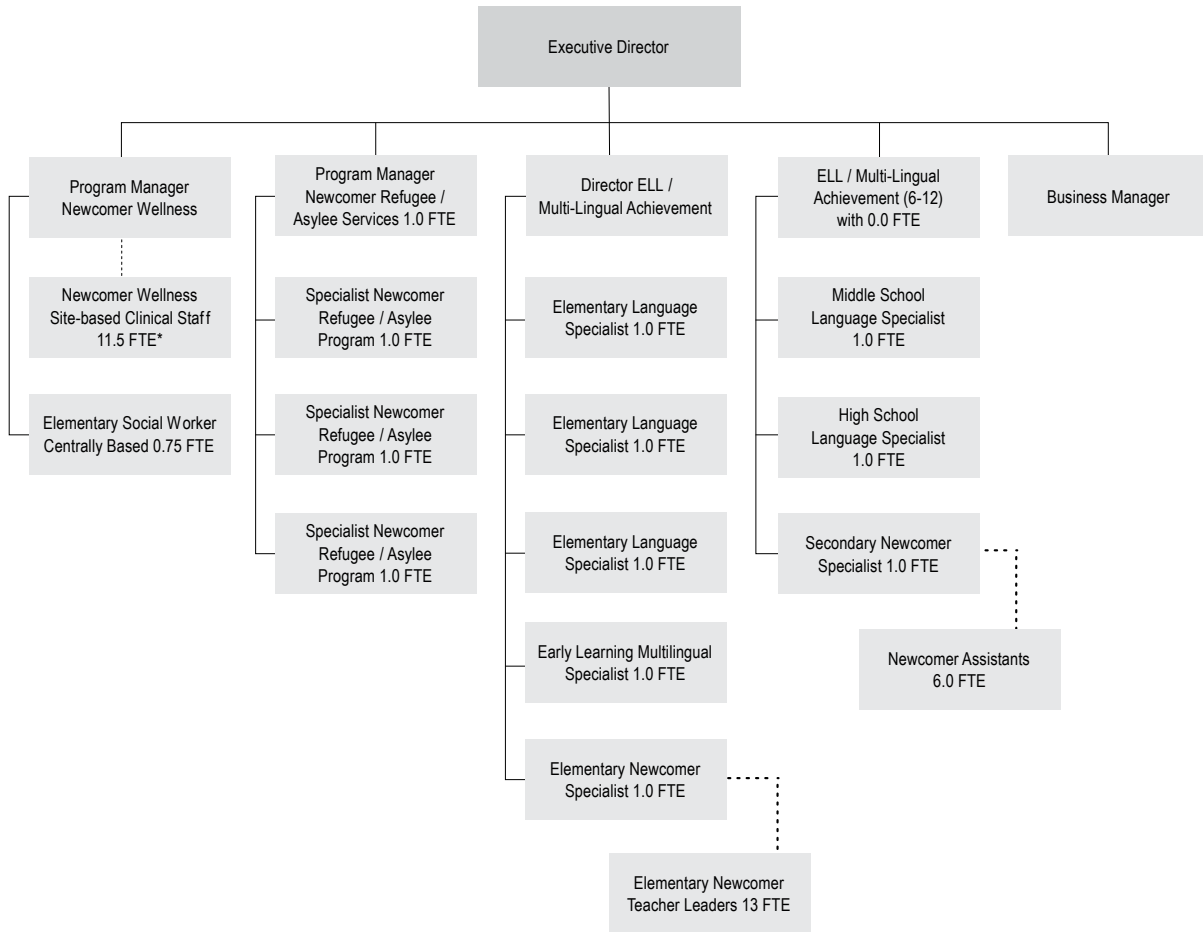 Executive Director
Program Manager
Newcomer Wellness
Program Manager
Newcomer Refugee /
Asylee Services 1.0 FTE
Director ELL /
Multi-Lingual Achievement
ELL / Multi-Lingual
Achievement (6-12)
with 0.0 FTE
Business Manager
Newcomer Wellness
Site-based Clinical Staff
11.5 FTE*
Elementary Social Worker
Centrally Based 0.75 FTE
Specialist Newcomer
Refugee / Asylee
Program 1.0 FTE
Specialist Newcomer
Refugee / Asylee
Program 1.0 FTE
Specialist Newcomer
Refugee / Asylee
Program 1.0 FTE
Elementary Language
Specialist 1.0 FTE
Elementary Language
Specialist 1.0 FTE
Elementary Language
Specialist 1.0 FTE
Early Learning Multilingual
Specialist 1.0 FTE
Elementary Newcomer
Specialist 1.0 FTE
Elementary Newcomer
Teacher Leaders 13 FTE
Middle School
Language Specialist
1.0 FTE
High School
Language Specialist
1.0 FTE
Secondary Newcomer
Specialist 1.0 FTE
Newcomer Assistants
6.0 FTE